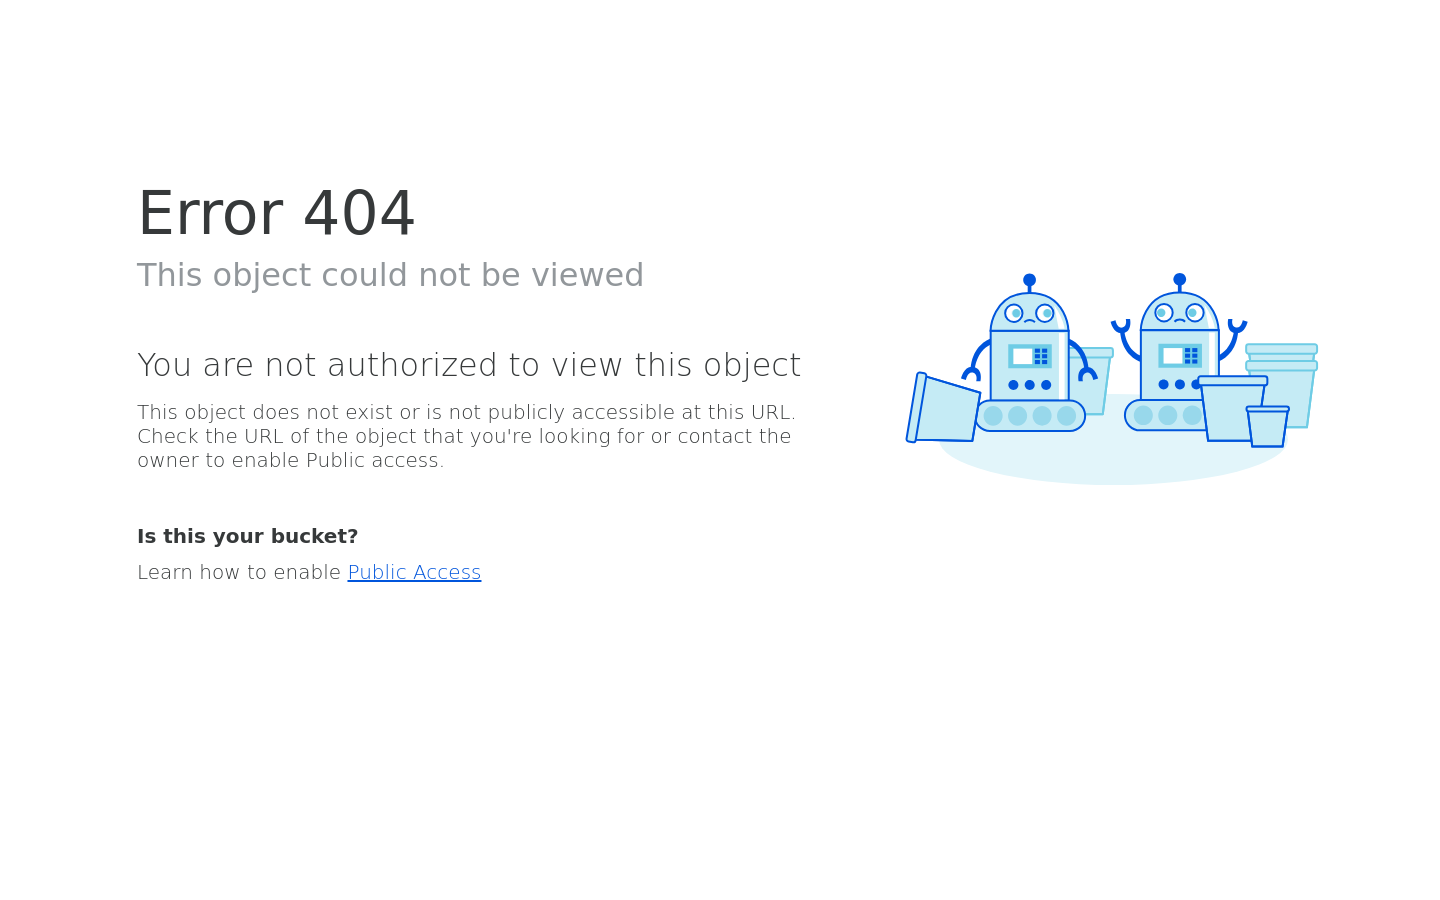 Error 404
This object could not be viewed
You are not authorized to view this object
This object does not exist or is not publicly accessible at this URL.
Check the URL of the object that you're looking for or contact the
owner to enable Public access.
Is this your bucket?
Learn how to enable Public Access